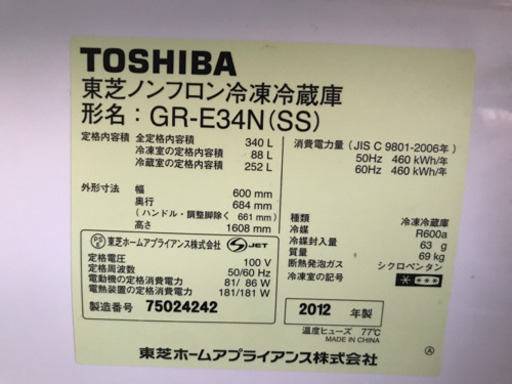 TOSHIBA
東芝ノンフロン冷凍冷蔵庫
形名：GR-E34N(SS)
定格内容積 全定格内容積 340 L
冷凍室の定格内容積 88 L
冷蔵室の定格内容積 252 L
消費電力量 (JIS C 9801-2006年)
50Hz 460 kWh/年
60Hz 460 kWh/年
外形寸法 幅 600 mm
奥行 684 mm
(ハンドル・調整脚除く 661 mm)
高さ 1608 mm
種類 冷凍冷蔵庫
冷媒 R600a
冷媒封入量 63 g
質量 69 kg
断熱発泡ガス シクロペンタン
冷凍室の記号
PS E 東芝ホームアプライアンス株式会社 JET
定格電圧 100 V
定格周波数 50/60 Hz
電動機の定格消費電力 81/ 86 W
電熱装置の定格消費電力 181/181 W
製造番号 75024242
2012 年製
温度ヒューズ 77℃
MADE IN CHINA
東芝ホームアプライアンス株式会社